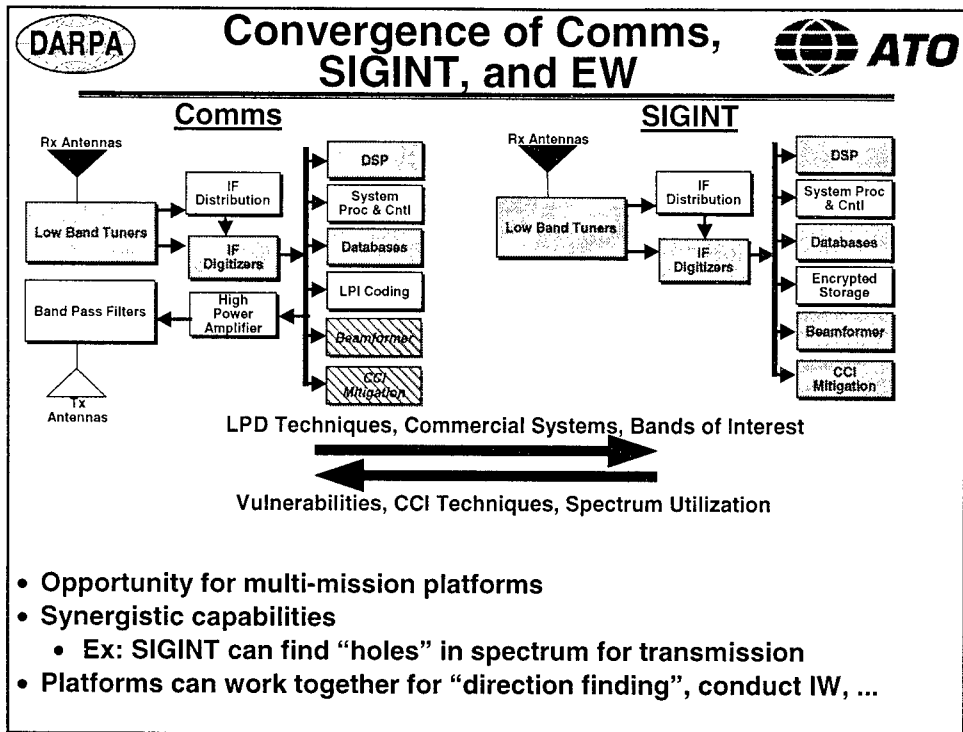 DARPA
Convergence of Comms,
SIGINT, and EW
ATO
Comms
Rx Antennas
Low Band Tuners
IF
Distribution
IF
Digitizers
Band Pass Filters
High
Power
Amplifier
Tx
Antennas
DSP
System
Proc & Cntl
Databases
LPI Coding
Beamformer
CCI
Mitigation
SIGINT
Rx Antennas
Low Band Tuners
IF
Distribution
IF
Digitizers
DSP
System Proc
& Cntl
Databases
Encrypted
Storage
Beamformer
CCI
Mitigation
LPD Techniques, Commercial Systems, Bands of Interest
Vulnerabilities, CCI Techniques, Spectrum Utilization
• Opportunity for multi-mission platforms
• Synergistic capabilities
• Ex: SIGINT can find “holes” in spectrum for transmission
• Platforms can work together for “direction finding”, conduct IW, ...